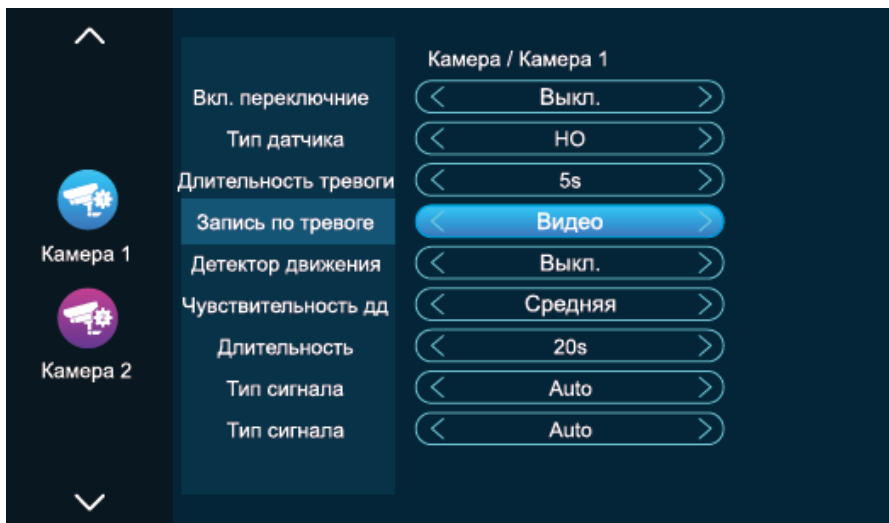 Камера / Камера 1
Вкл. переключние Выкл.
Тип датчика НО
Длительность тревоги 5s
Запись по тревоге Видео
Камера 1
Детектор движения Выкл.
Чувствительность дд Средняя
Длительность 20s
Камера 2
Тип сигнала Auto
Тип сигнала Auto